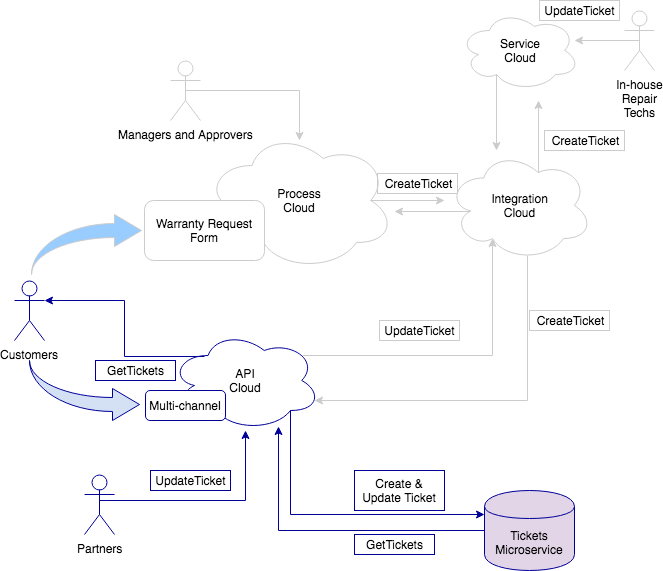 UpdateTicket
Service
Cloud
In-house
Repair
Techs
Managers and Approvers
CreateTicket
Process
Cloud
CreateTicket
Integration
Cloud
Warranty Request
Form
Customers
UpdateTicket
CreateTicket
GetTickets
API
Cloud
Multi-channel
UpdateTicket
Partners
Create &
Update Ticket
GetTickets
Tickets
Microservice